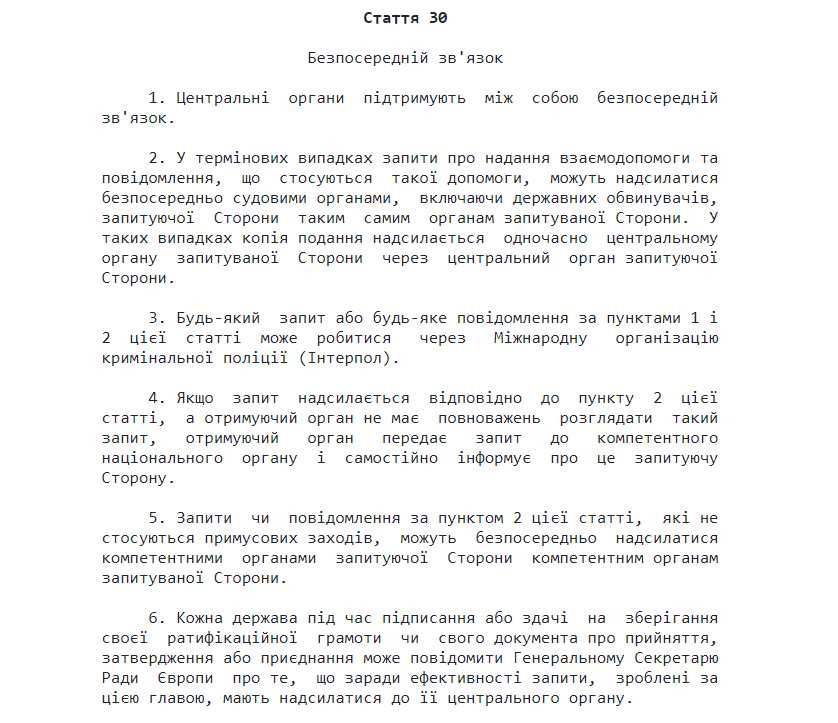 Стаття 30
Безпосередній зв'язок
1. Центральні органи підтримують між собою безпосередній
зв'язок.
2. У термінових випадках запити про надання взаємодопомоги та
повідомлення, що стосуються такої допомоги, можуть надсилатися
безпосередньо судовими органами, включаючи державних обвинувачів,
запитуючої Сторони таким самим органам запитуваної Сторони. У
таких випадках копія подання надсилається одночасно центральному
органу запитуваної Сторони через центральний орган запитуючої
Сторони.
3. Будь-який запит або будь-яке повідомлення за пунктами 1 і
2 цієї статті може робитися через Міжнародну організацію
кримінальної поліції (Інтерпол).
4. Якщо запит надсилається відповідно до пункту 2 цієї
статті, а отримуючий орган не має повноважень розглядати такий
запит, отримуючий орган передає запит до компетентного
національного органу і самостійно інформує про це запитуючу
Сторону.
5. Запити чи повідомлення за пунктом 2 цієї статті, які не
стосуються примусових заходів, можуть безпосередньо надсилатися
компетентними органами запитуючої Сторони компетентним органам
запитуваної Сторони.
6. Кожна держава під час підписання або здачі на зберігання
своєї ратифікаційної грамоти чи свого документа про прийняття,
затвердження або приєднання може повідомити Генеральному Секретарю
Ради Європи про те, що заради ефективності запити, зроблені за
цією главою, мають надсилатися до її центрального органу.